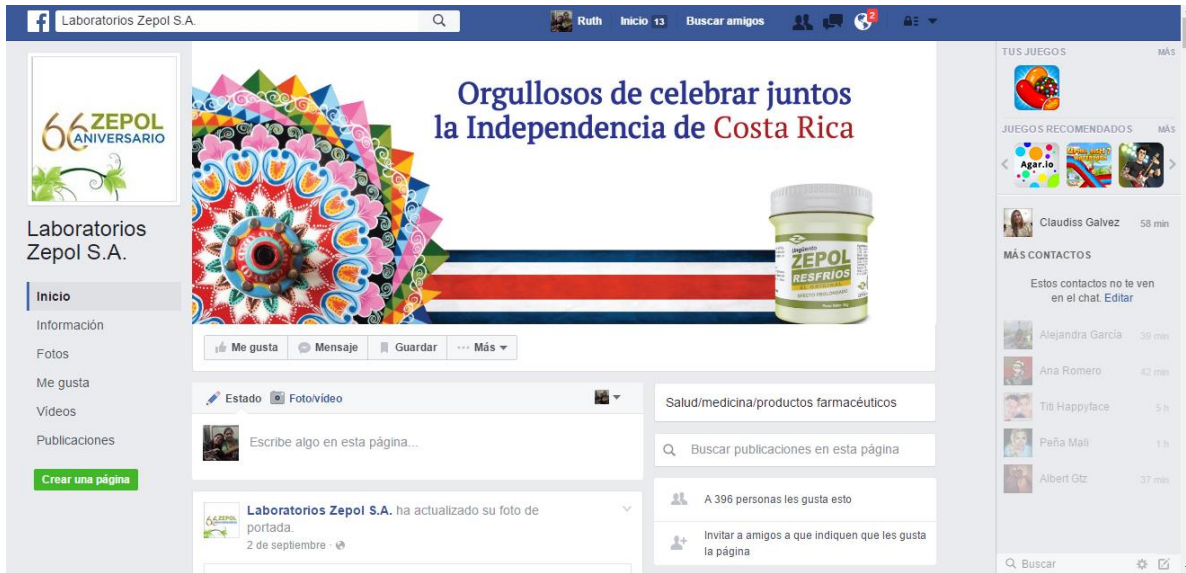 Laboratorios Zepol S.A.
Ruth Inicio 13 Buscar amigos
2
66 ZEPOL
ANIVERSARIO
Laboratorios
Zepol S.A.
Inicio
Información
Fotos
Me gusta
Vídeos
Publicaciones
Crear una página
Orgullosos de celebrar juntos
la Independencia de Costa Rica
Ungüento
ZEPOL
RESFRÍOS
EL ORIGINAL
EFECTO PROLONGADO
Me gusta Mensaje Guardar ··· Más
Estado Foto/vídeo
Escribe algo en esta página...
Laboratorios Zepol S.A. ha actualizado su foto de
portada.
2 de septiembre ·
Salud/medicina/productos farmacéuticos
Buscar publicaciones en esta página
A 396 personas les gusta esto
Invitar a amigos a que indiquen que les gusta
la página
TUS JUEGOS MÁS
JUEGOS RECOMENDADOS MÁS
Agar.io
Claudiss Galvez 58 min
MÁS CONTACTOS
Estos contactos no te ven
en el chat. Editar
Alejandra García 39 min
Ana Romero 42 min
Titi Happyface 5 h
Peña Mali 1 h
Albert Gtz 37 min
Buscar